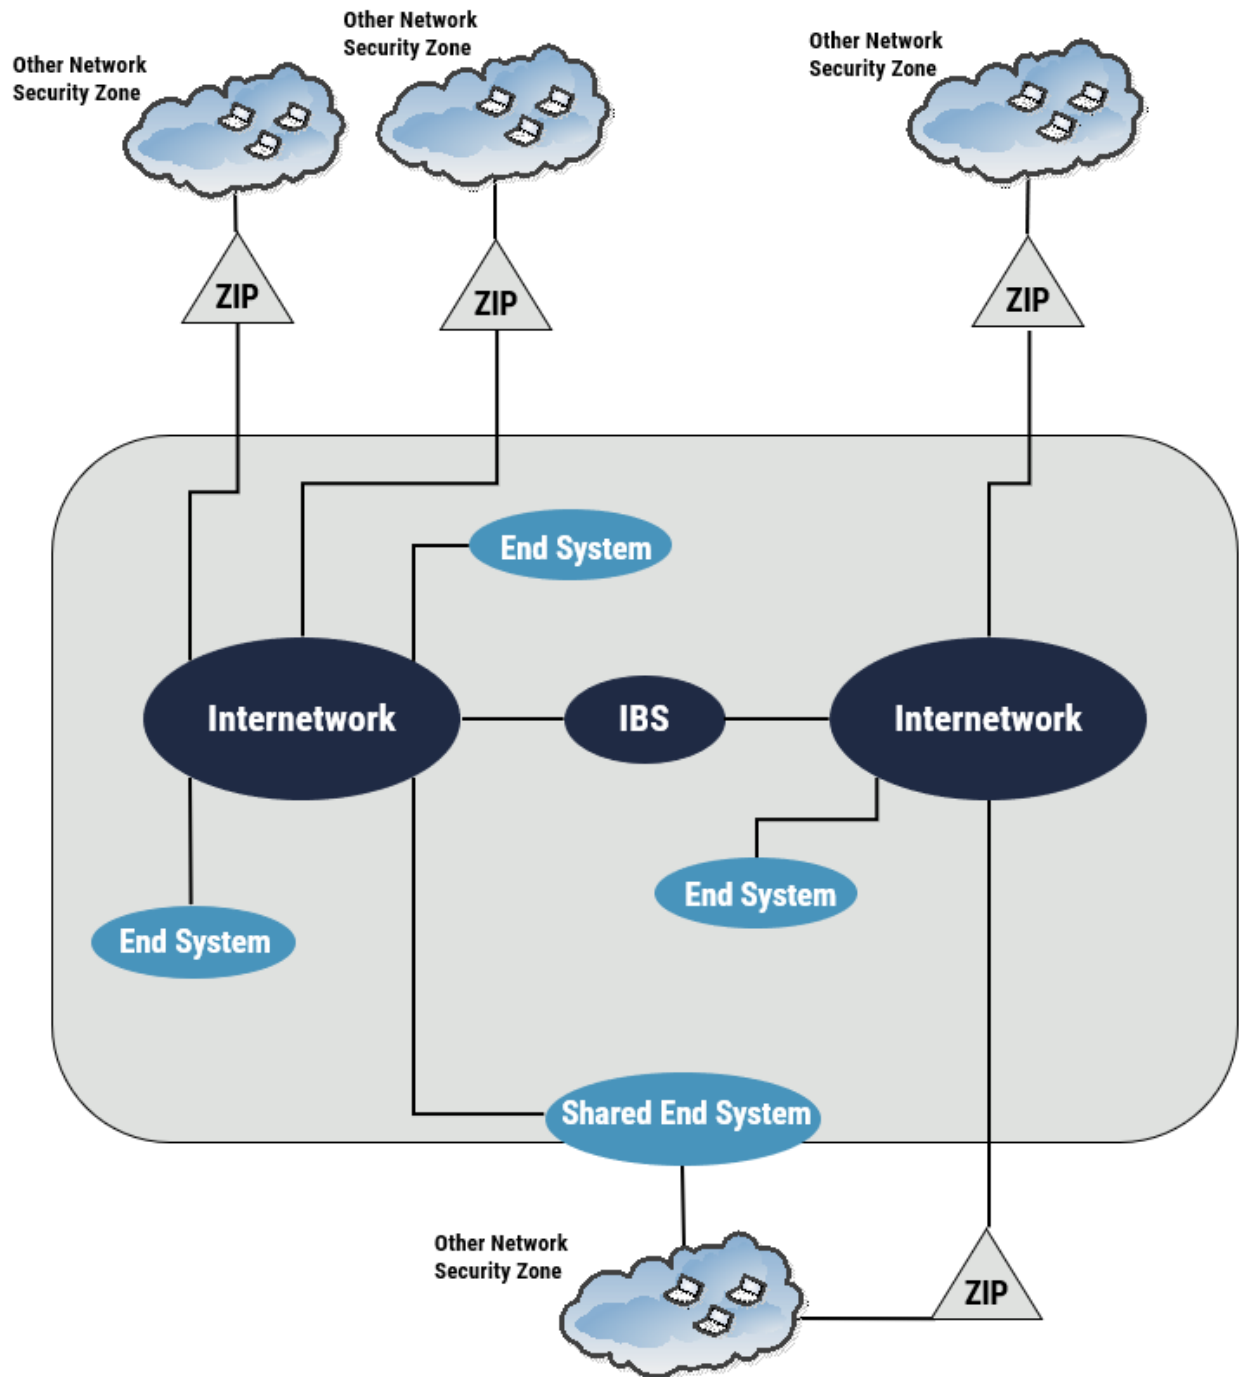 Other Network
Security Zone
Other Network
Security Zone
Other Network
Security Zone
ZIP
ZIP
ZIP
End System
Internetwork
IBS
Internetwork
End System
End System
Shared End System
Other Network
Security Zone
ZIP